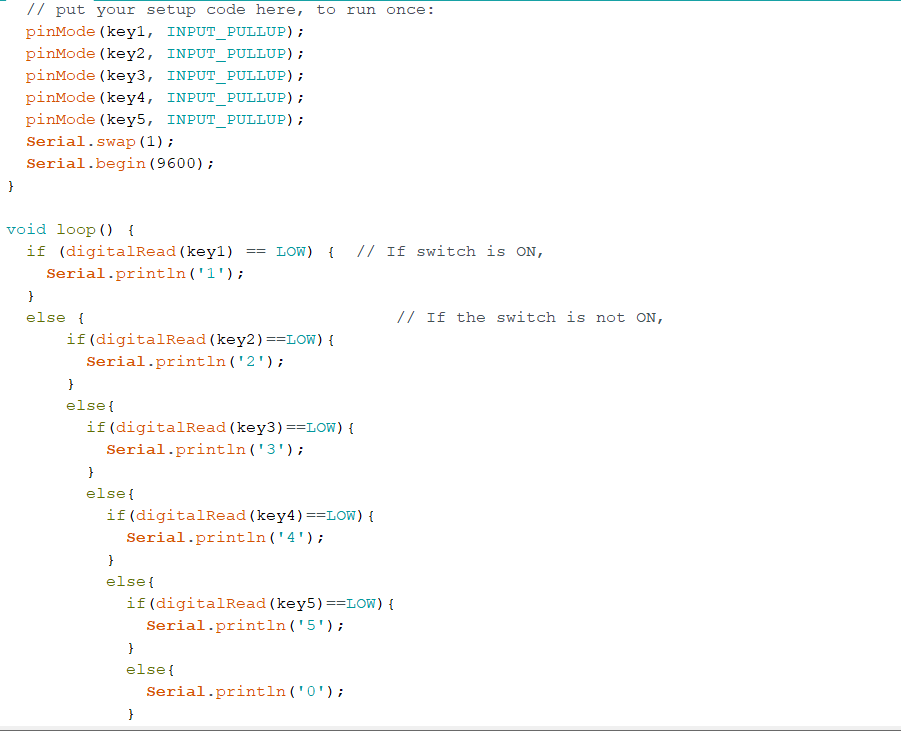 // put your setup code here, to run once:
pinMode(key1, INPUT_PULLUP);
pinMode(key2, INPUT_PULLUP);
pinMode(key3, INPUT_PULLUP);
pinMode(key4, INPUT_PULLUP);
pinMode(key5, INPUT_PULLUP);
Serial.swap(1);
Serial.begin(9600);
}

void loop() {
  if (digitalRead(key1) == LOW) {  // If switch is ON,
    Serial.println('1');
  }
  else {                               // If the switch is not ON,
      if(digitalRead(key2)==LOW){
        Serial.println('2');
      }
      else{
        if(digitalRead(key3)==LOW){
          Serial.println('3');
        }
        else{
          if(digitalRead(key4)==LOW){
            Serial.println('4');
          }
          else{
            if(digitalRead(key5)==LOW){
              Serial.println('5');
            }
            else{
              Serial.println('0');
            }